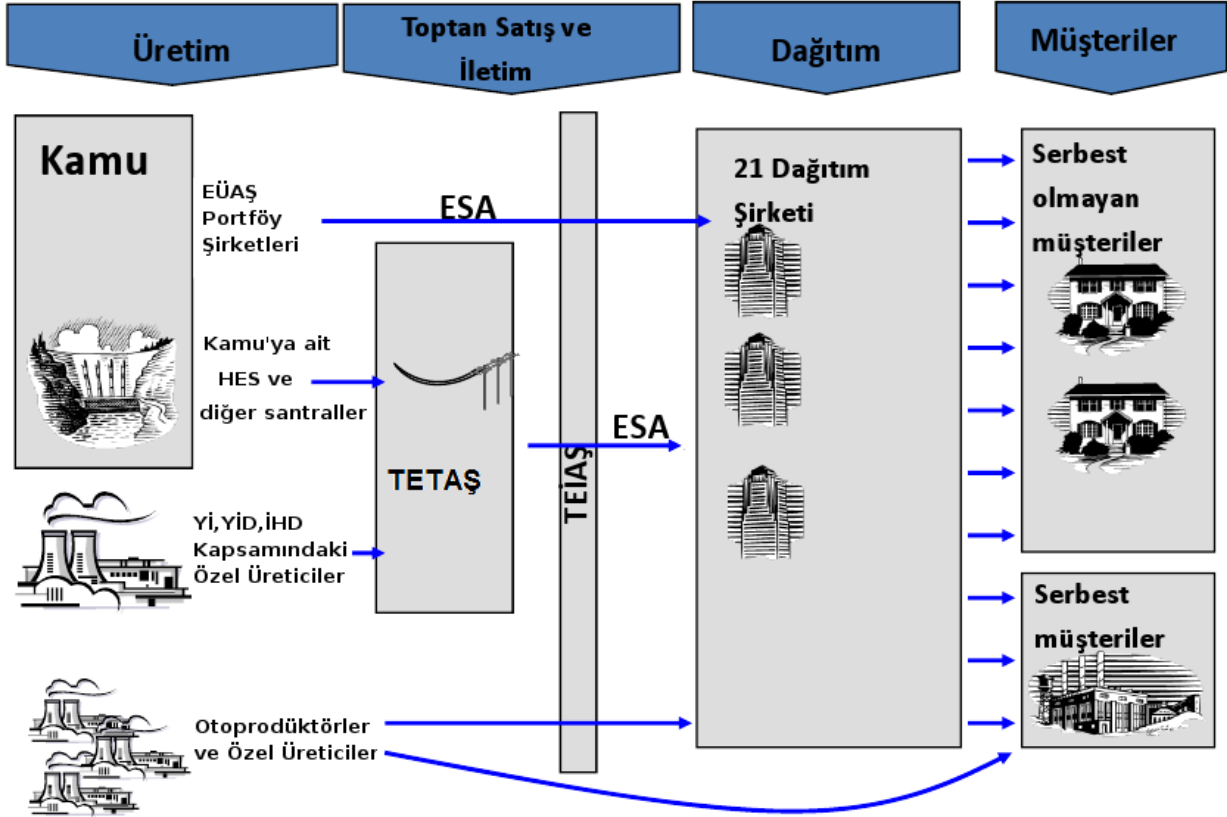 Üretim
Toptan Satış ve
İletim
Dağıtım
Müşteriler
Kamu
EÜAŞ
Portföy
Şirketleri
ESA
Kamu'ya ait
HES ve
diğer santraller
TETAŞ
Yİ,YİD,İHD
Kapsamındaki
Özel Üreticiler
Otoprodüktörler
ve Özel Üreticiler
TEİAŞ
ESA
21 Dağıtım
Şirketi
Serbest
olmayan
müşteriler
Serbest
müşteriler